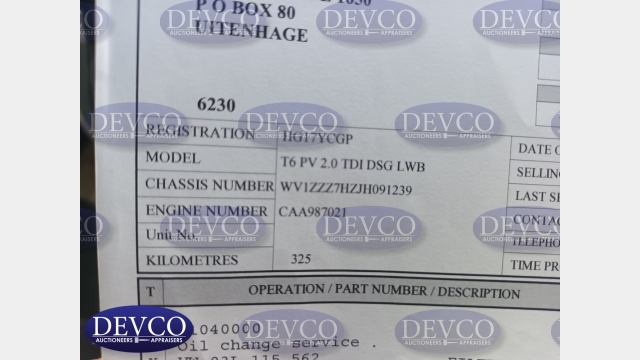 P O BOX 80
UITENHAGE
6230
REGISTRATION HG17YCGP DATE O
MODEL T6 PV 2.0 TDI DSG LWB SELLIN
CHASSIS NUMBER WV1ZZZ7HZJH091239 LAST SE
ENGINE NUMBER CAA987021 CONTAC
Unit No. TELEPHO
KILOMETRES 325 TIME PR
T OPERATION / PART NUMBER / DESCRIPTION
1040000
Oil change service .
DEVCO
AUCTIONEERS APPRAISERS